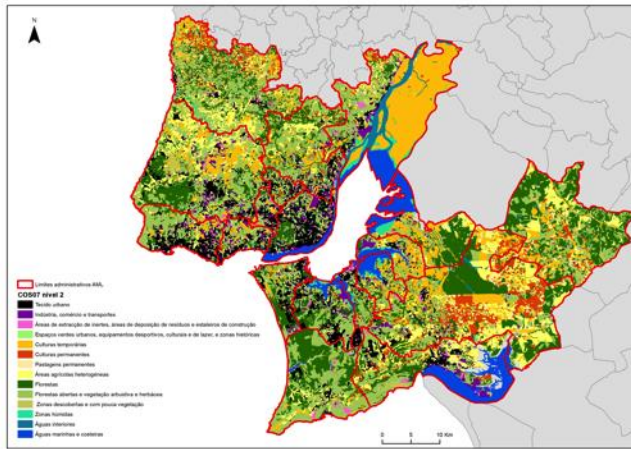 N
Limites administrativos AML
COS07 nível 2
Tecido urbano
Indústria, comércio e transportes
Áreas de extracção de inertes, áreas de deposição de resíduos e estaleiros de construção
Espaços verdes urbanos, equipamentos desportivos, culturais e de lazer, e zonas históricas
Culturas temporárias
Culturas permanentes
Pastagens permanentes
Áreas agrícolas heterogéneas
Florestas
Florestas abertas e vegetação arbustiva e herbácea
Zonas descobertas e com pouca vegetação
Zonas húmidas
Águas interiores
Águas marinhas e costeiras
0 5 10 Km